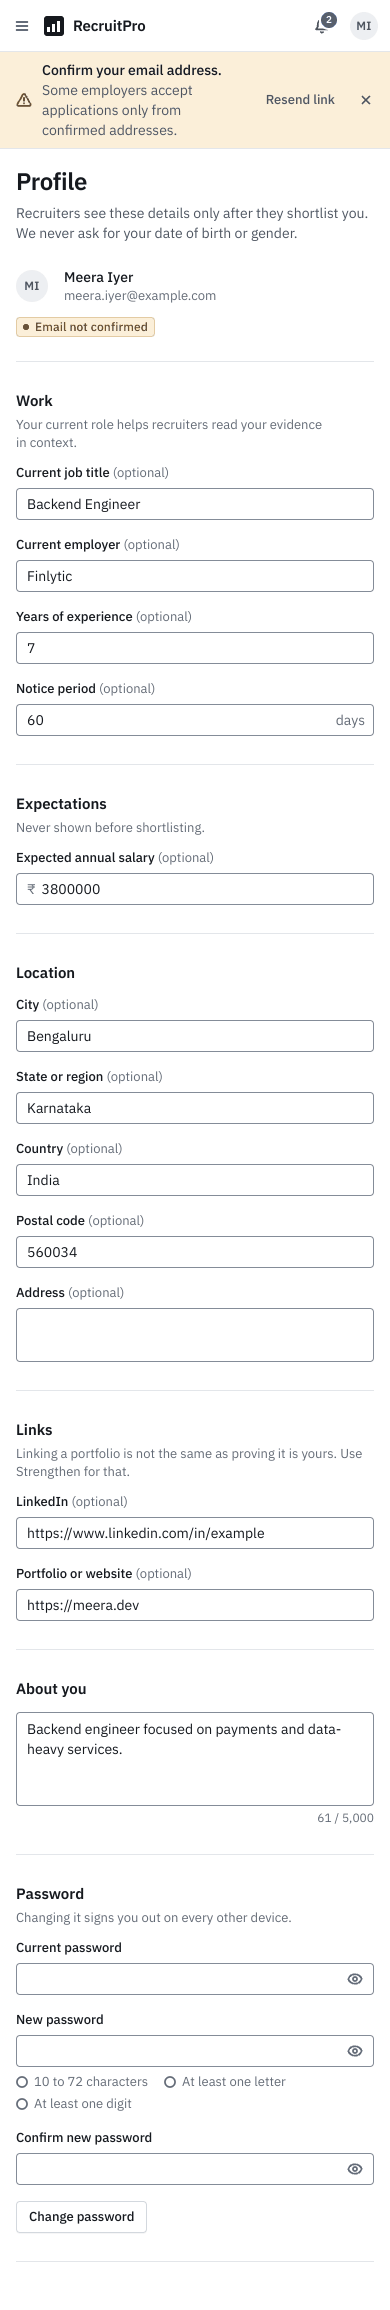 RecruitPro
2
MI
Confirm your email address.
Some employers accept
applications only from
confirmed addresses.
Resend link
Profile
Recruiters see these details only after they shortlist you.
We never ask for your date of birth or gender.
MI
Meera Iyer
meera.iyer@example.com
Email not confirmed
Work
Your current role helps recruiters read your evidence
in context.
Current job title (optional)
Backend Engineer
Current employer (optional)
Finlytic
Years of experience (optional)
7
Notice period (optional)
60 days
Expectations
Never shown before shortlisting.
Expected annual salary (optional)
₹ 3800000
Location
City (optional)
Bengaluru
State or region (optional)
Karnataka
Country (optional)
India
Postal code (optional)
560034
Address (optional)
Links
Linking a portfolio is not the same as proving it is yours. Use
Strengthen for that.
LinkedIn (optional)
https://www.linkedin.com/in/example
Portfolio or website (optional)
https://meera.dev
About you
Backend engineer focused on payments and data-
heavy services.
61 / 5,000
Password
Changing it signs you out on every other device.
Current password
New password
10 to 72 characters At least one letter
At least one digit
Confirm new password
Change password